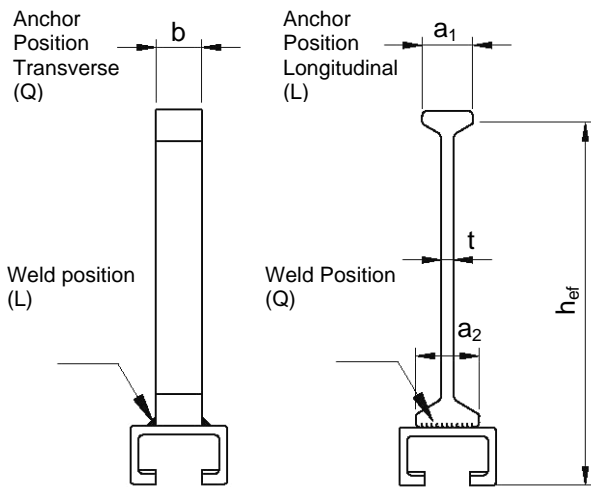 Anchor
Position
Transverse
(Q)
b
Anchor
Position
Longitudinal
(L)
a₁
Weld position
(L)
Weld Position
(Q)
t
a₂
hef